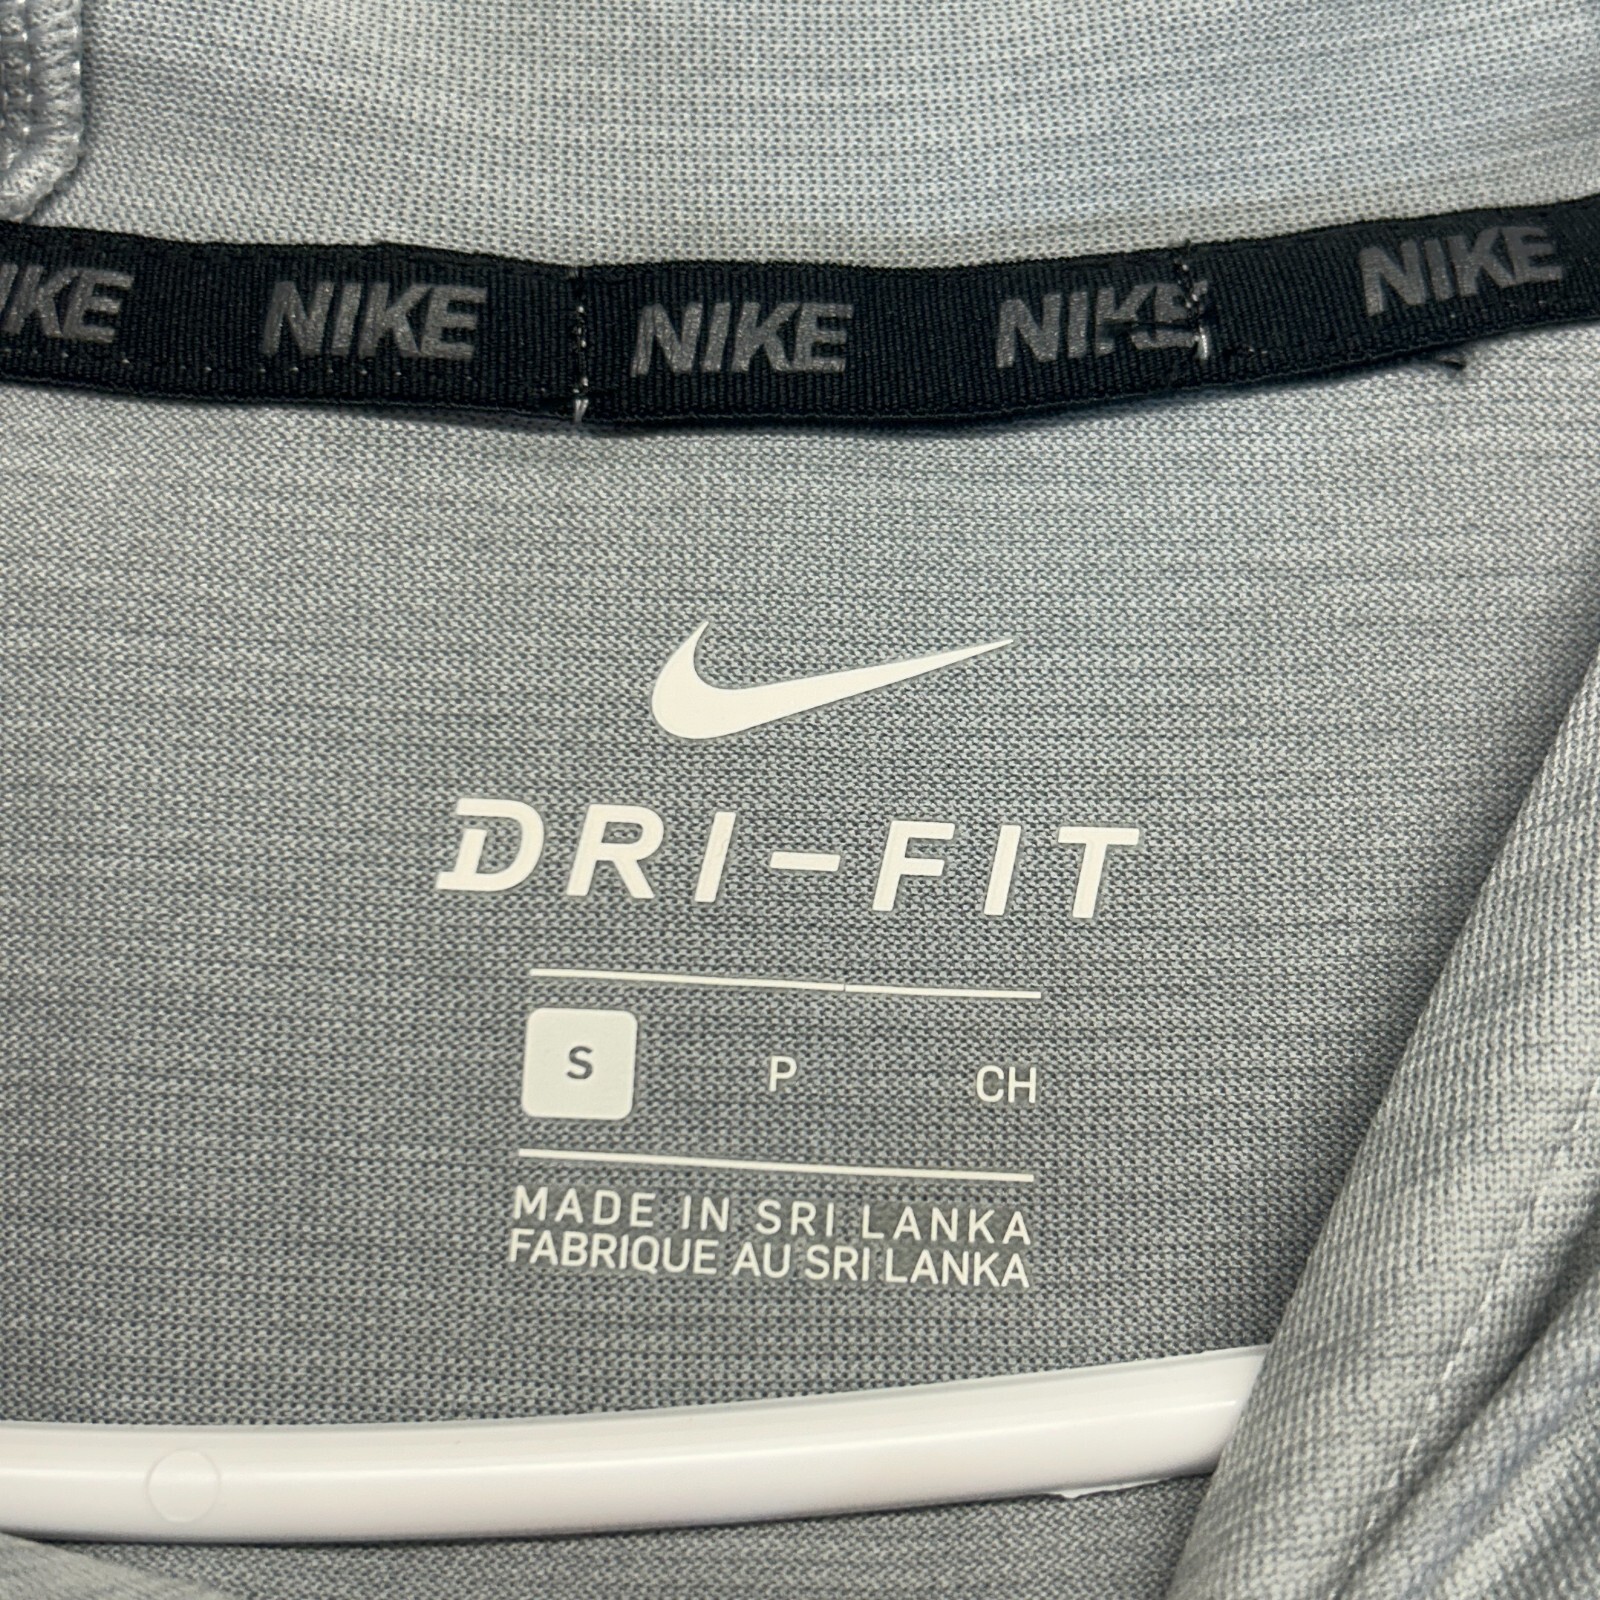 NIKE NIKE NIKE NIKE
DRI-FIT
S P CH
MADE IN SRI LANKA
FABRIQUE AU SRI LANKA